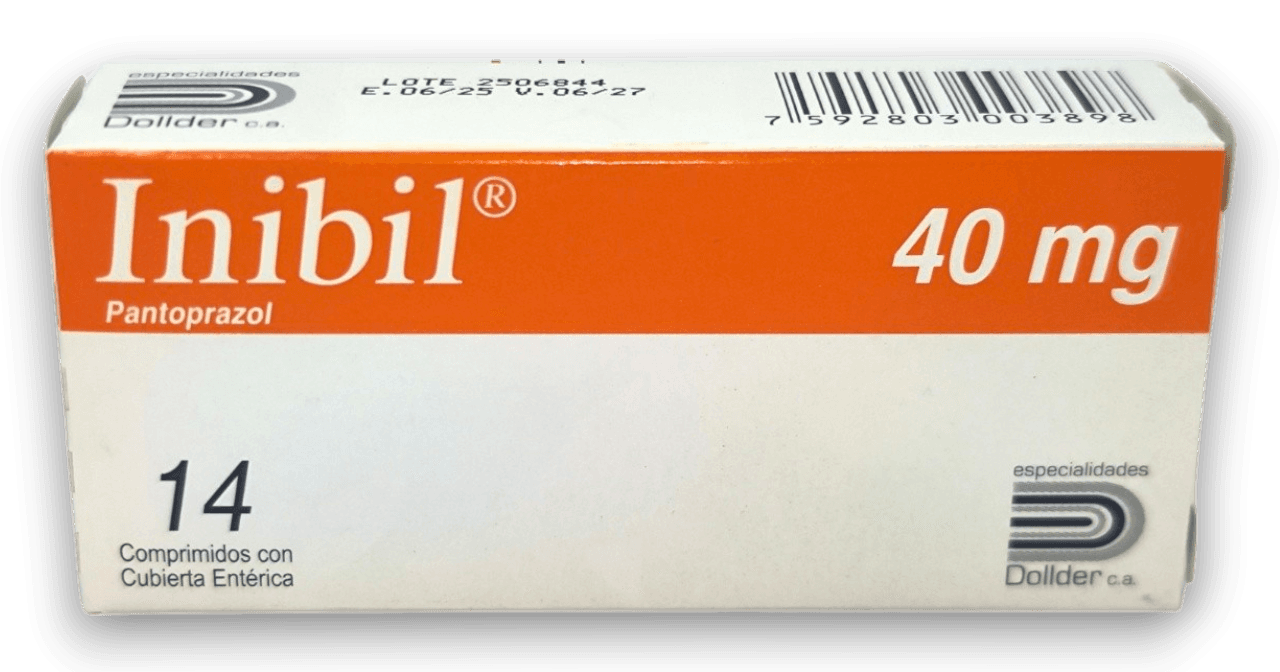 especialidades
Dollder c.a.
LOTE 2506844
E.06/25 V.06/27
7 592803 003898
Inibil®
Pantoprazol
40 mg
14
Comprimidos con
Cubierta Entérica
especialidades
Dollder c.a.